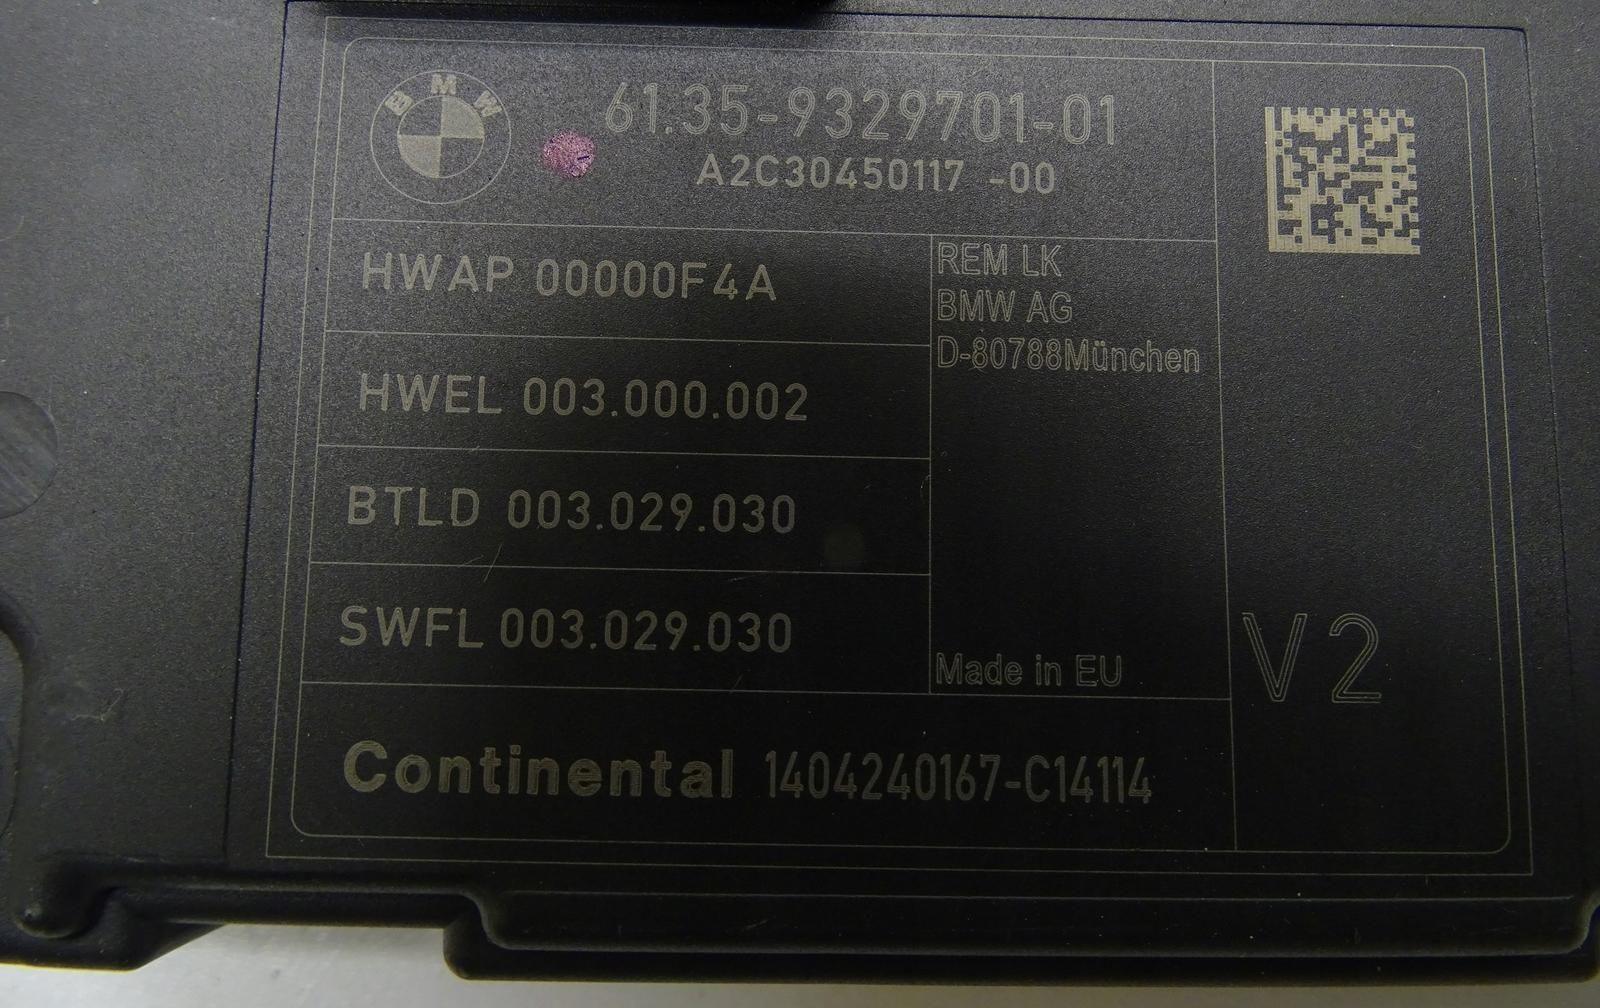 BMW
61.35-9329701-01
A2C30450117 -00
HWAP 00000F4A
HWEL 003.000.002
BTLD 003.029.030
SWFL 003.029.030
REM LK
BMW AG
D-80788München
Made in EU
V2
Continental 1404240167-C14114